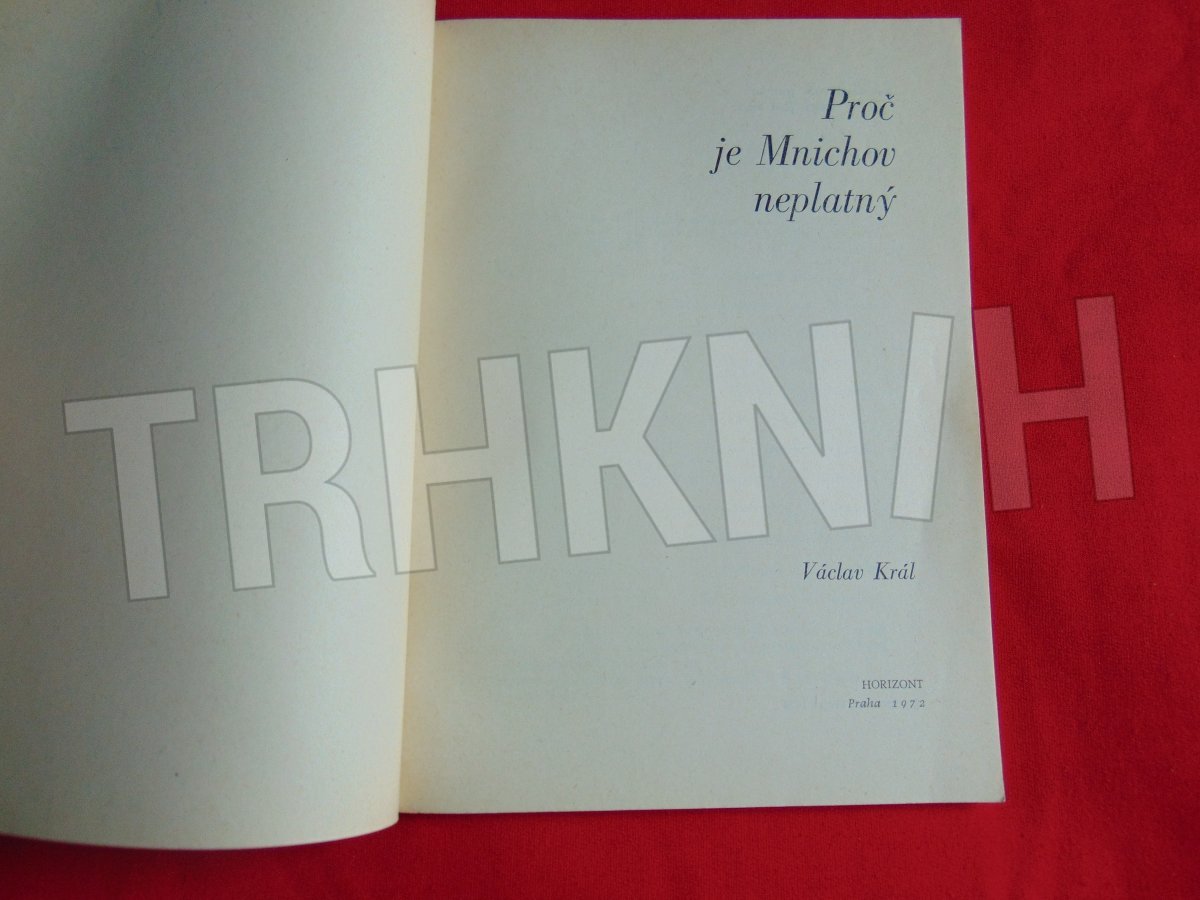 Proč
je Mnichov
neplatný
TRHKNIH
Václav Král
HORIZONT
Praha 1972